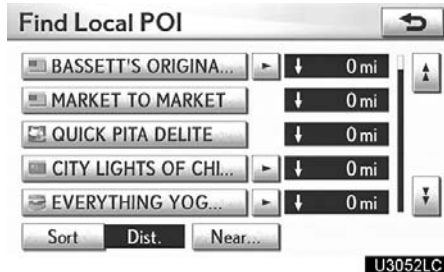 Find Local POI
BASSETT'S ORIGINA... 0 mi
MARKET TO MARKET 0 mi
QUICK PITA DELITE 0 mi
CITY LIGHTS OF CHI... 0 mi
EVERYTHING YOG... 0 mi
Sort Dist. Near...
U3052LC